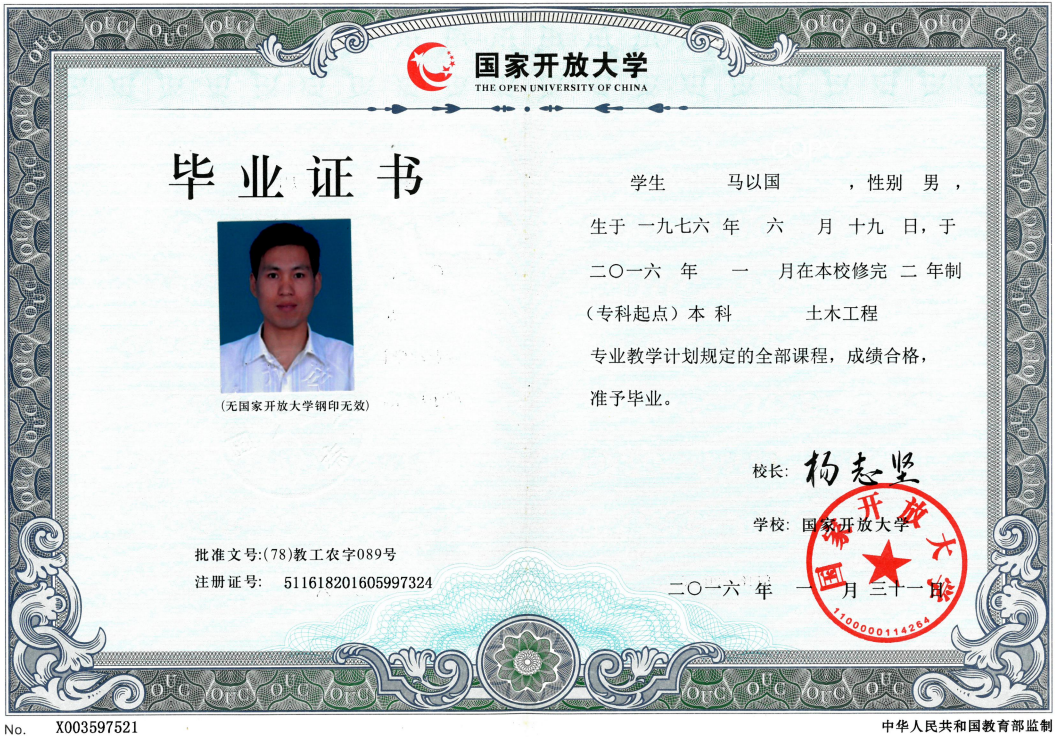 国家开放大学
THE OPEN UNIVERSITY OF CHINA
毕业证书
(无国家开放大学钢印无效)
批准文号:(78)教工农字089号
注册证号: 511618201605997324
学生 马以国 ，性别 男 ，
生于 一九七六 年 六 月 十九 日，于
二〇一六 年 一 月在本校修完 二 年制
（专科起点）本 科 土木工程
专业教学计划规定的全部课程，成绩合格，
准予毕业。
校长: 杨志坚
学校: 国家开放大学
二〇一六 年 一 月 三十一 日
国家开放大学
1100000114264
No. X003597521
中华人民共和国教育部监制
OUC